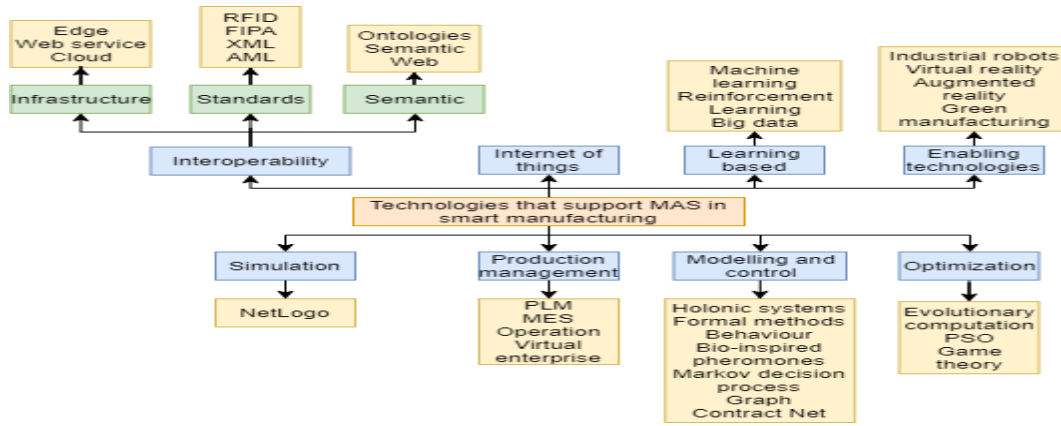 Edge
Web service
Cloud
RFID
FIPA
XML
AML
Ontologies
Semantic
Web
Machine
learning
Reinforcement
Learning
Big data
Industrial robots
Virtual reality
Augmented
reality
Green
manufacturing
Infrastructure
Standards
Semantic
Interoperability
Internet of
things
Learning
based
Enabling
technologies
Technologies that support MAS in
smart manufacturing
Simulation
Production
management
Modelling and
control
Optimization
NetLogo
PLM
MES
Operation
Virtual
enterprise
Holonic systems
Formal methods
Behaviour
Bio-inspired
pheromones
Markov decision
process
Graph
Contract Net
Evolutionary
computation
PSO
Game
theory